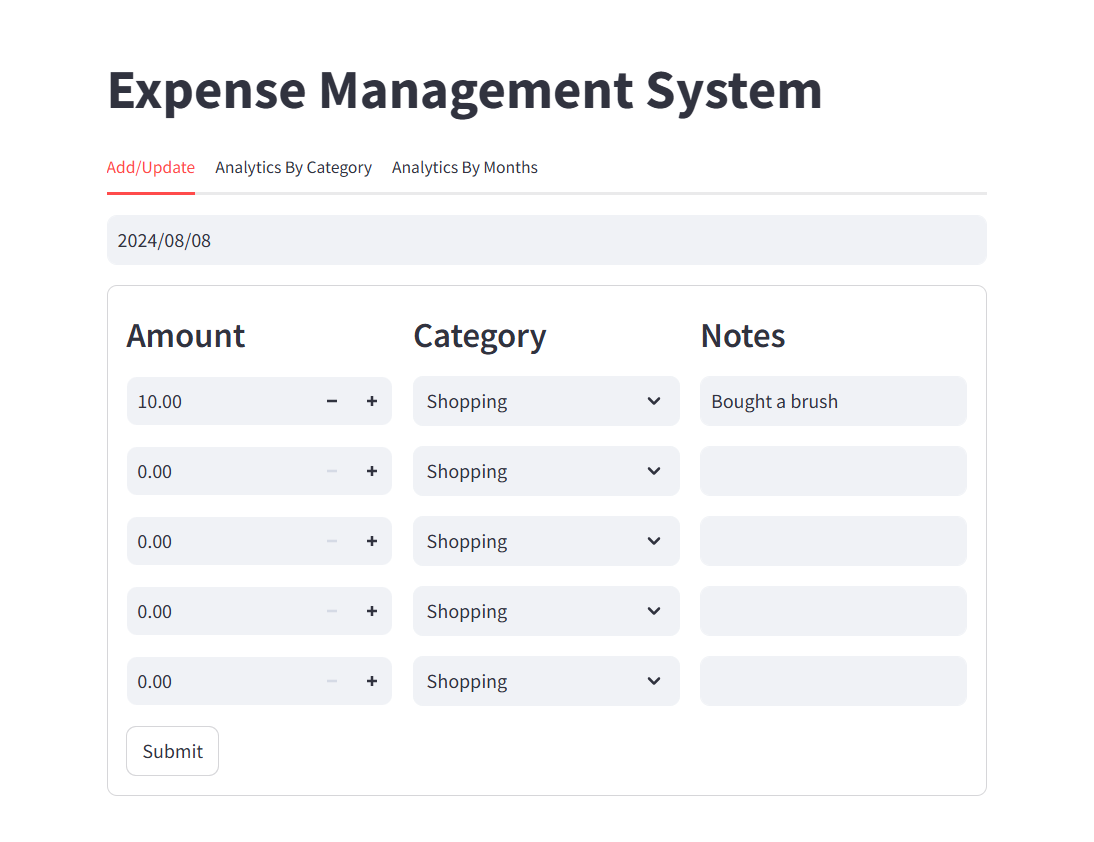 Expense Management System
Add/Update Analytics By Category Analytics By Months
2024/08/08
Amount Category Notes
10.00 Shopping Bought a brush
0.00 Shopping
0.00 Shopping
0.00 Shopping
0.00 Shopping
Submit